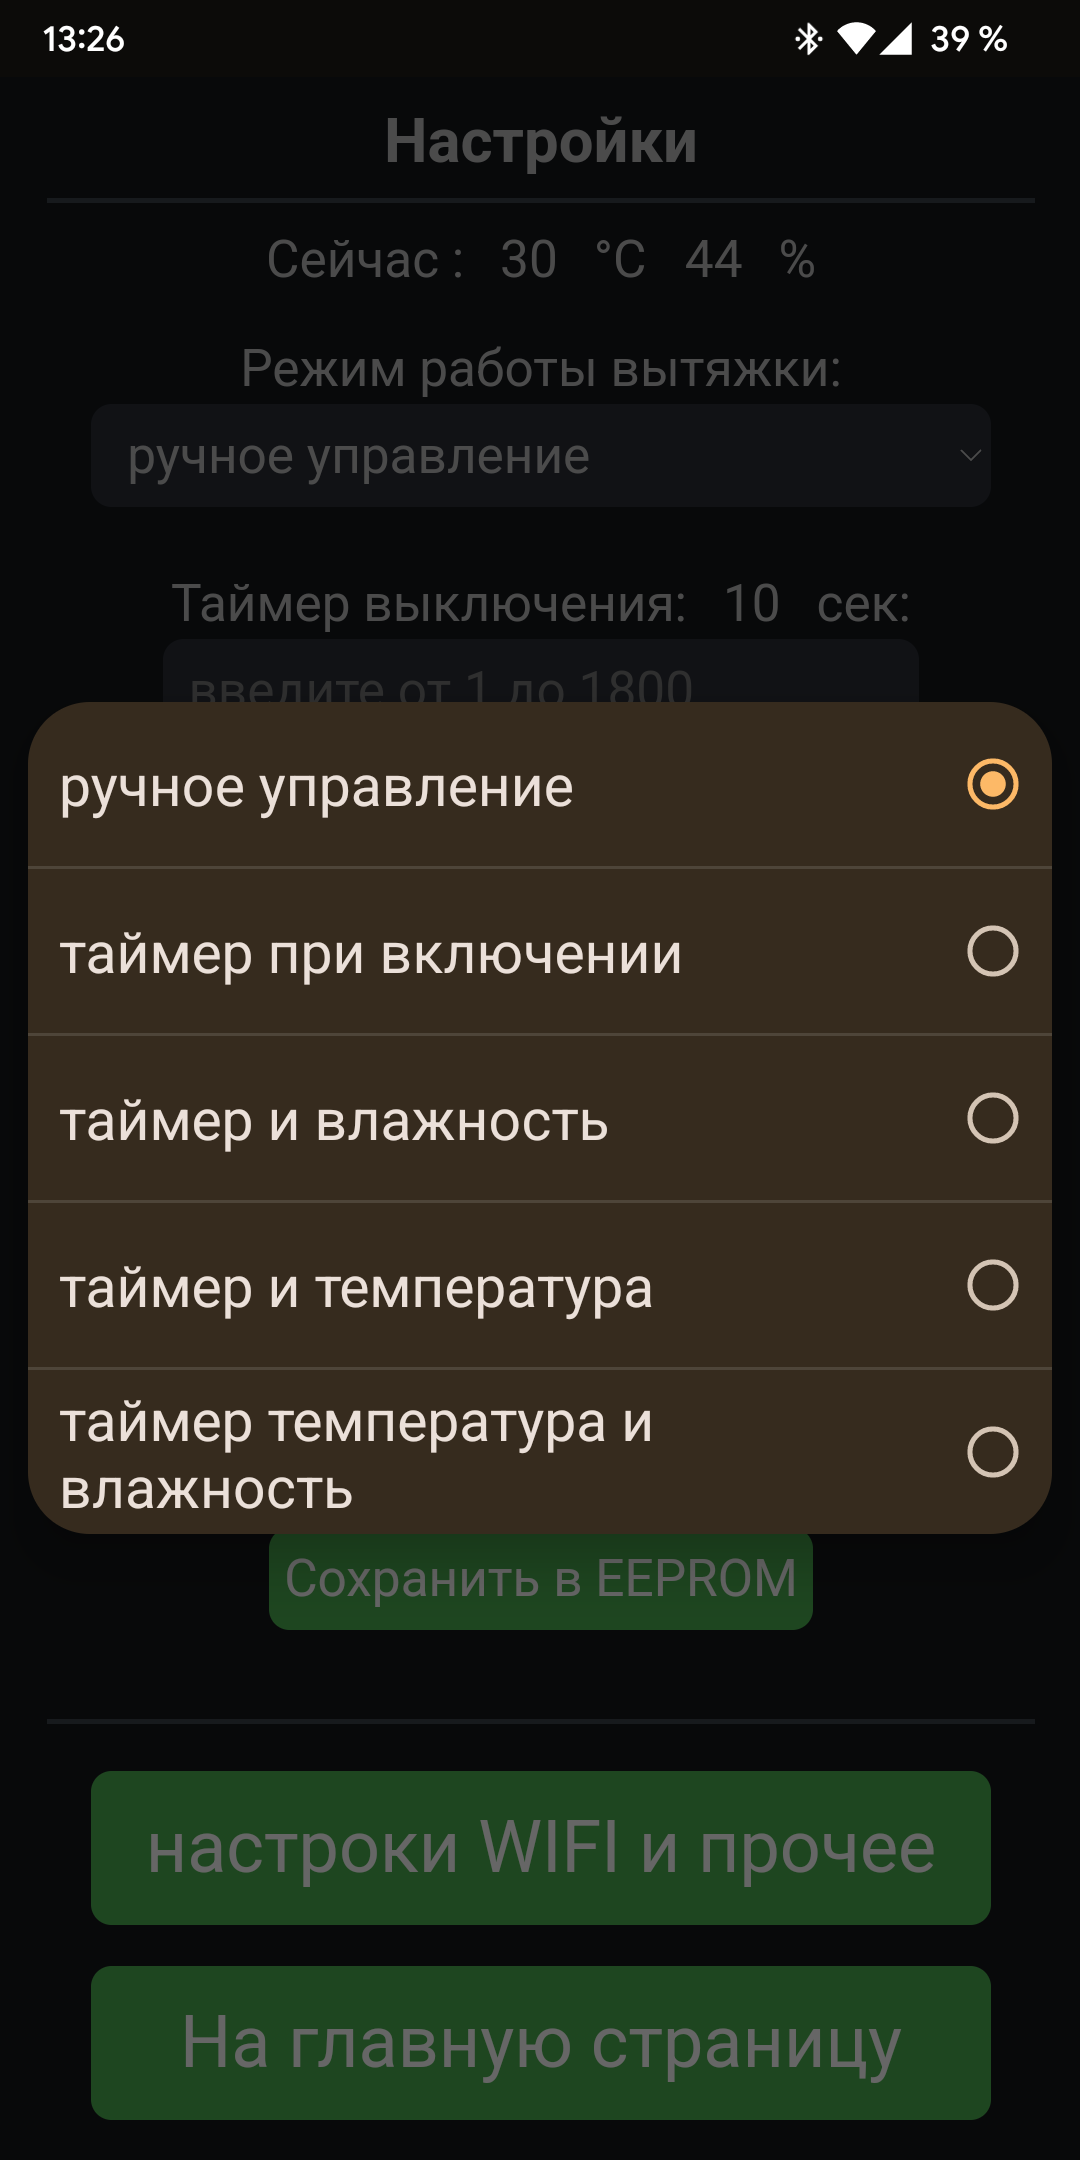 13:26
39 %
Настройки
Сейчас : 30 °C 44 %
Режим работы вытяжки:
ручное управление
Таймер выключения: 10 сек:
введите от 1 до 1800
ручное управление
таймер при включении
таймер и влажность
таймер и температура
таймер температура и
влажность
Сохранить в EEPROM
настроки WIFI и прочее
На главную страницу